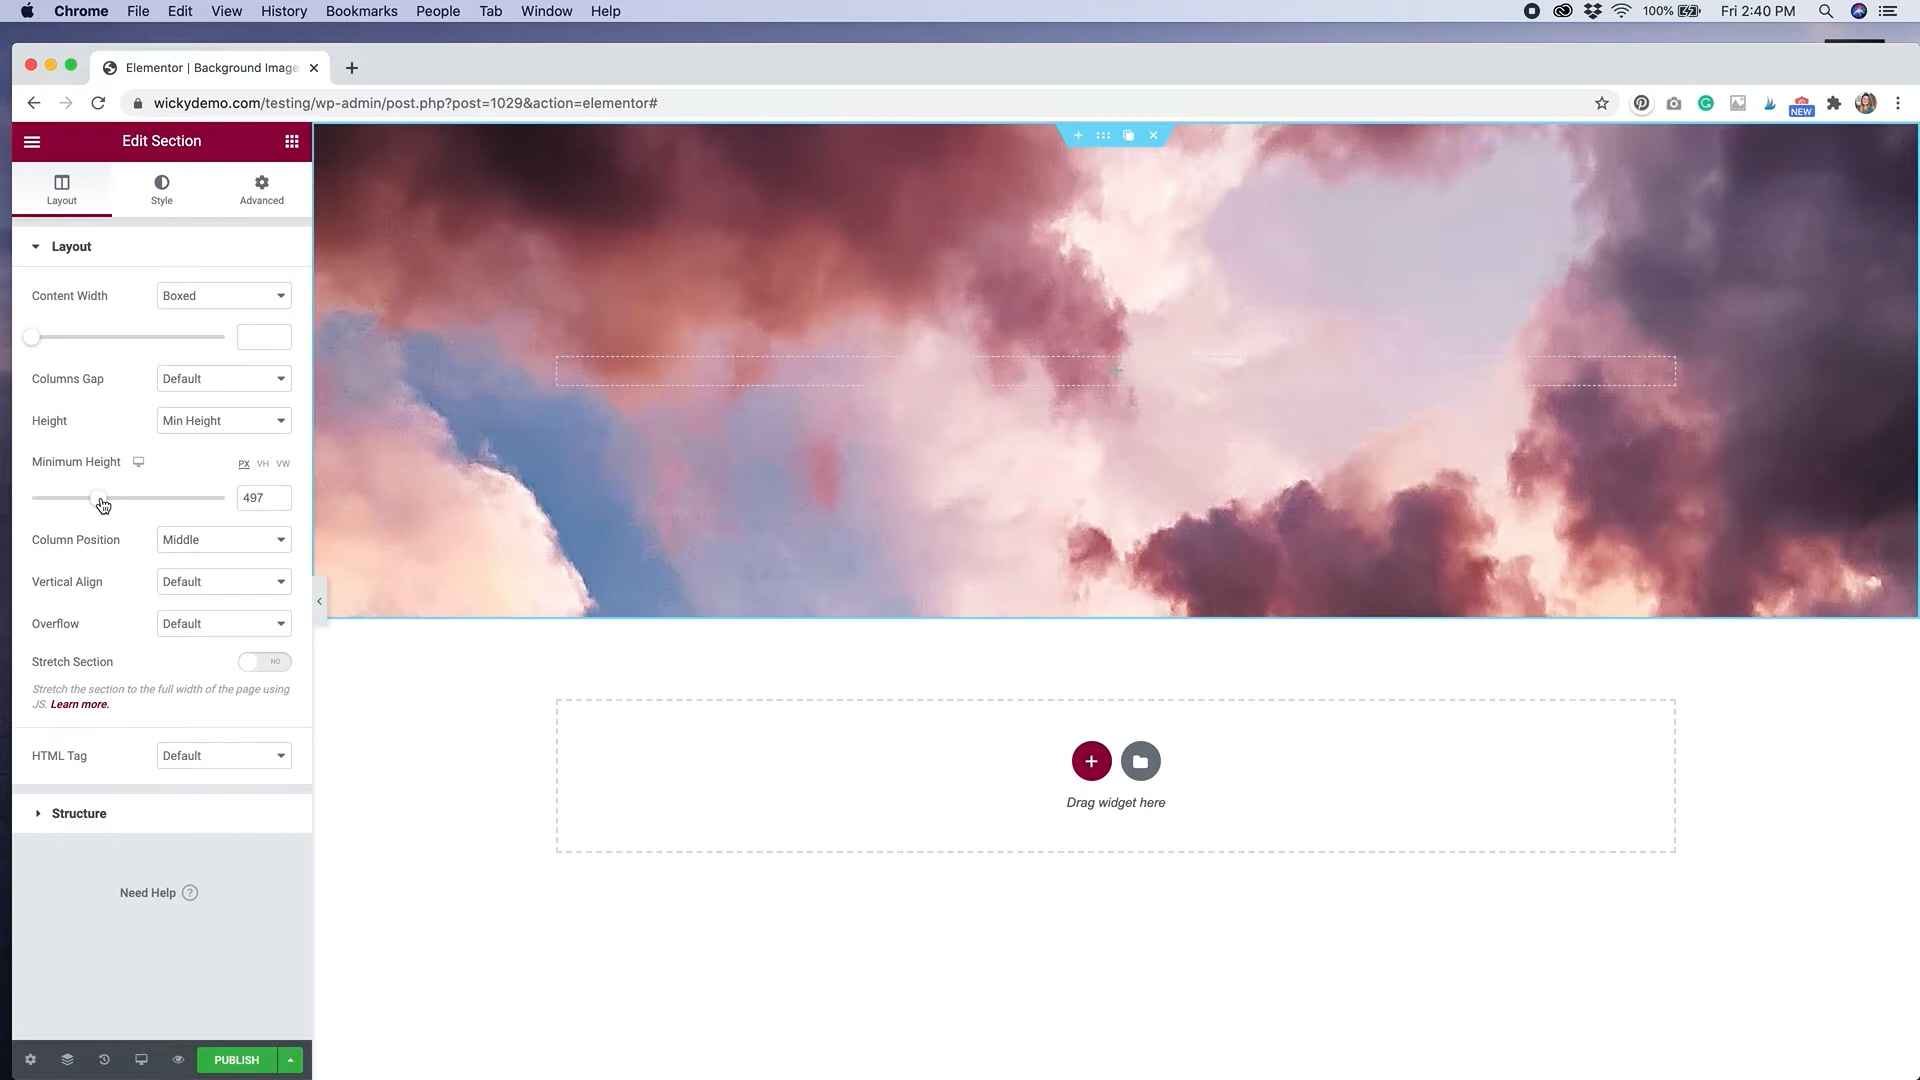 Chrome File Edit View History Bookmarks People Tab Window Help 100% Fri 2:40 PM
Elementor | Background Image
wickydemo.com/testing/wp-admin/post.php?post=1029&action=elementor#
NEW
Edit Section
Layout Style Advanced
Layout
Content Width Boxed
Columns Gap Default
Height Min Height
Minimum Height PX VH VW
497
Column Position Middle
Vertical Align Default
Overflow Default
Stretch Section NO
Stretch the section to the full width of the page using
JS. Learn more.
HTML Tag Default
Structure
Need Help ?
PUBLISH
Drag widget here